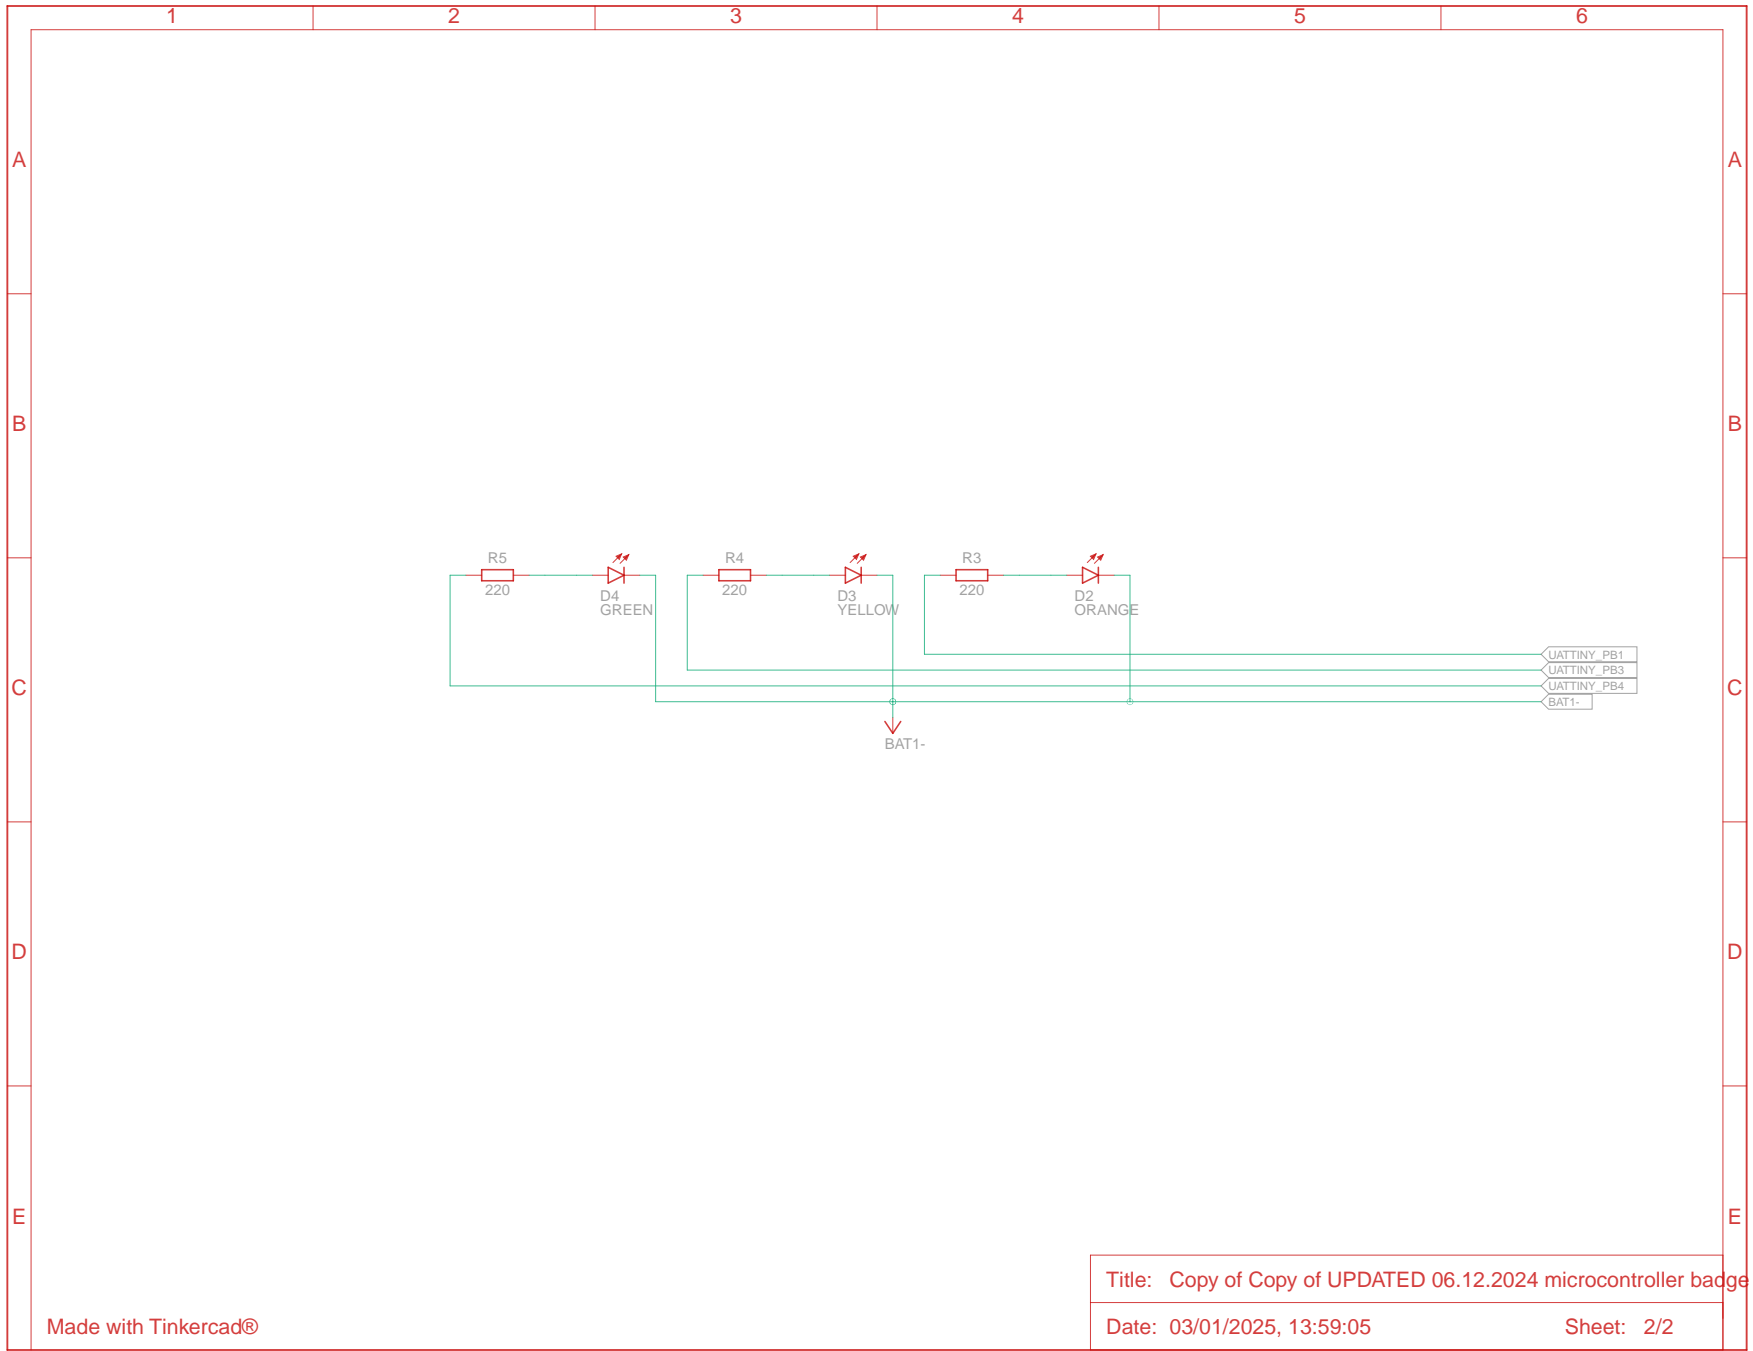 1 2 3 4 5 6
A A
B B
R5 R4 R3
220 220 220
D4 D3 D2
GREEN YELLOW ORANGE
UATTINY_PB1
UATTINY_PB3
UATTINY_PB4
BAT1-
C C
BAT1-
D D
E E
Title: Copy of Copy of UPDATED 06.12.2024 microcontroller badge
Made with Tinkercad®
Date: 03/01/2025, 13:59:05 Sheet: 2/2